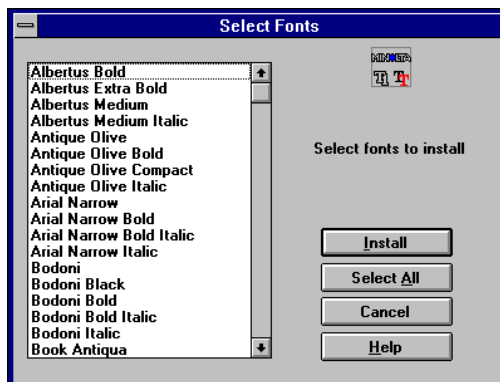 Select Fonts
Albertus Bold
Albertus Extra Bold
Albertus Medium
Albertus Medium Italic
Antique Olive
Antique Olive Bold
Antique Olive Compact
Antique Olive Italic
Arial Narrow
Arial Narrow Bold
Arial Narrow Bold Italic
Arial Narrow Italic
Bodoni
Bodoni Black
Bodoni Bold
Bodoni Bold Italic
Bodoni Italic
Book Antiqua
MINOLTA
TT
Select fonts to install
Install
Select All
Cancel
Help